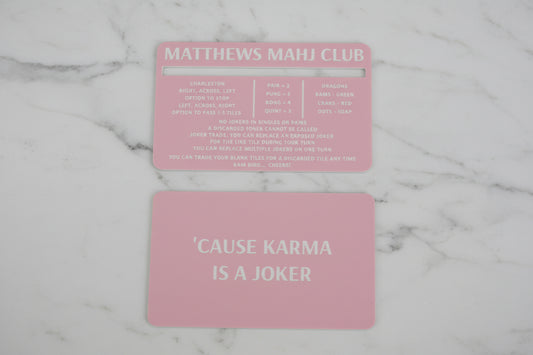 MATTHEWS MAHJ CLUB
CHARLESTON
RIGHT, ACROSS, LEFT
OPTION TO STOP
LEFT, ACROSS, RIGHT
OPTION TO PASS 1-3 TILES
PAIR = 2
PUNG = 3
KONG = 4
QUINT = 5
DRAGONS
BAMS - GREEN
CRAKS - RED
DOTS - SOAP
NO JOKERS IN SINGLES OR PAIRS
A DISCARDED JOKER CANNOT BE CALLED
JOKER TRADE: YOU CAN REPLACE AN EXPOSED JOKER
FOR THE LIKE TILE DURING YOUR TURN
YOU CAN REPLACE MULTIPLE JOKERS ON ONE TURN
YOU CAN TRADE YOUR BLANK TILES FOR A DISCARDED TILE ANY TIME
BAM BIRD... CHEERS!
'CAUSE KARMA
IS A JOKER